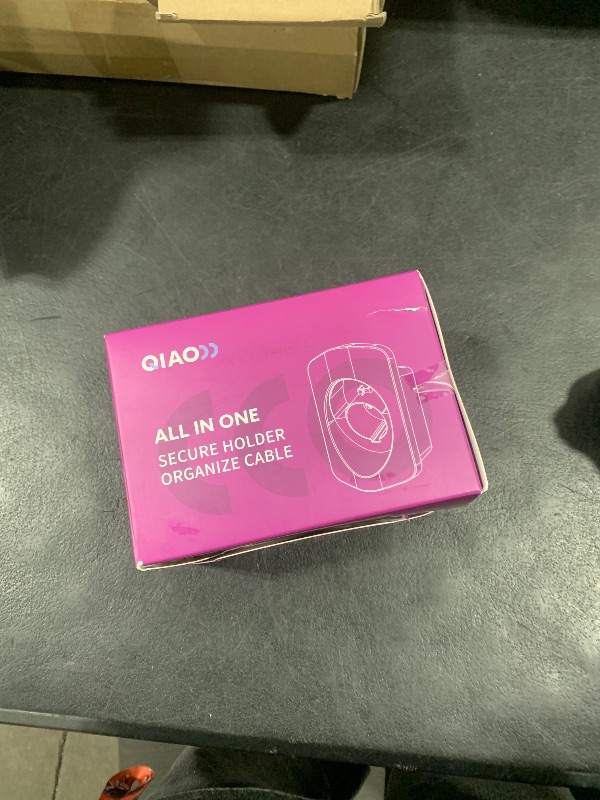 QIAO
ALL IN ONE
SECURE HOLDER
ORGANIZE CABLE